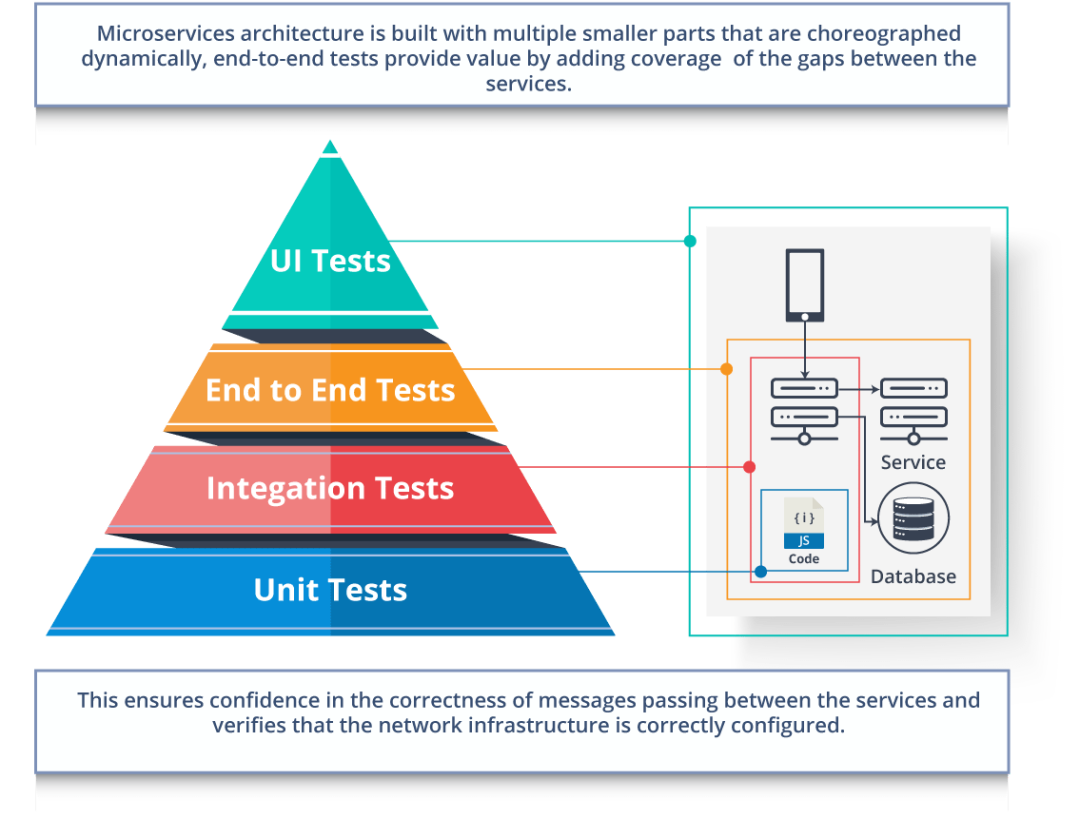 Microservices architecture is built with multiple smaller parts that are choreographed
dynamically, end-to-end tests provide value by adding coverage of the gaps between the
services.
UI Tests
End to End Tests
Integation Tests
Unit Tests
Service
{i}
JS
Code
Database
This ensures confidence in the correctness of messages passing between the services and
verifies that the network infrastructure is correctly configured.